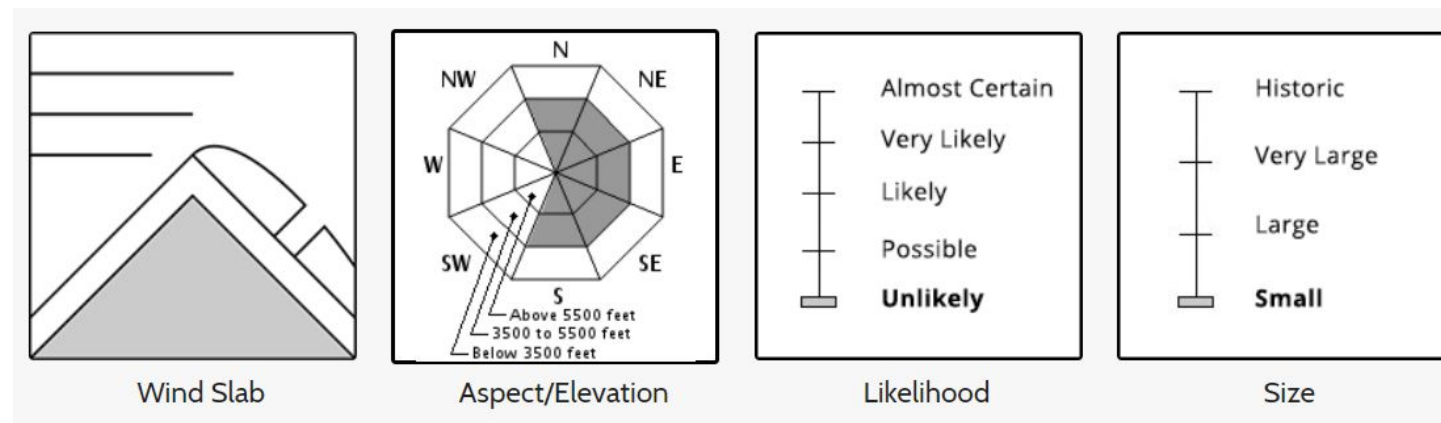 N
NW
NE
W
E
SW
SE
S
Above 5500 feet
3500 to 5500 feet
Below 3500 feet
Almost Certain
Very Likely
Likely
Possible
Unlikely
Historic
Very Large
Large
Small
Wind Slab
Aspect/Elevation
Likelihood
Size